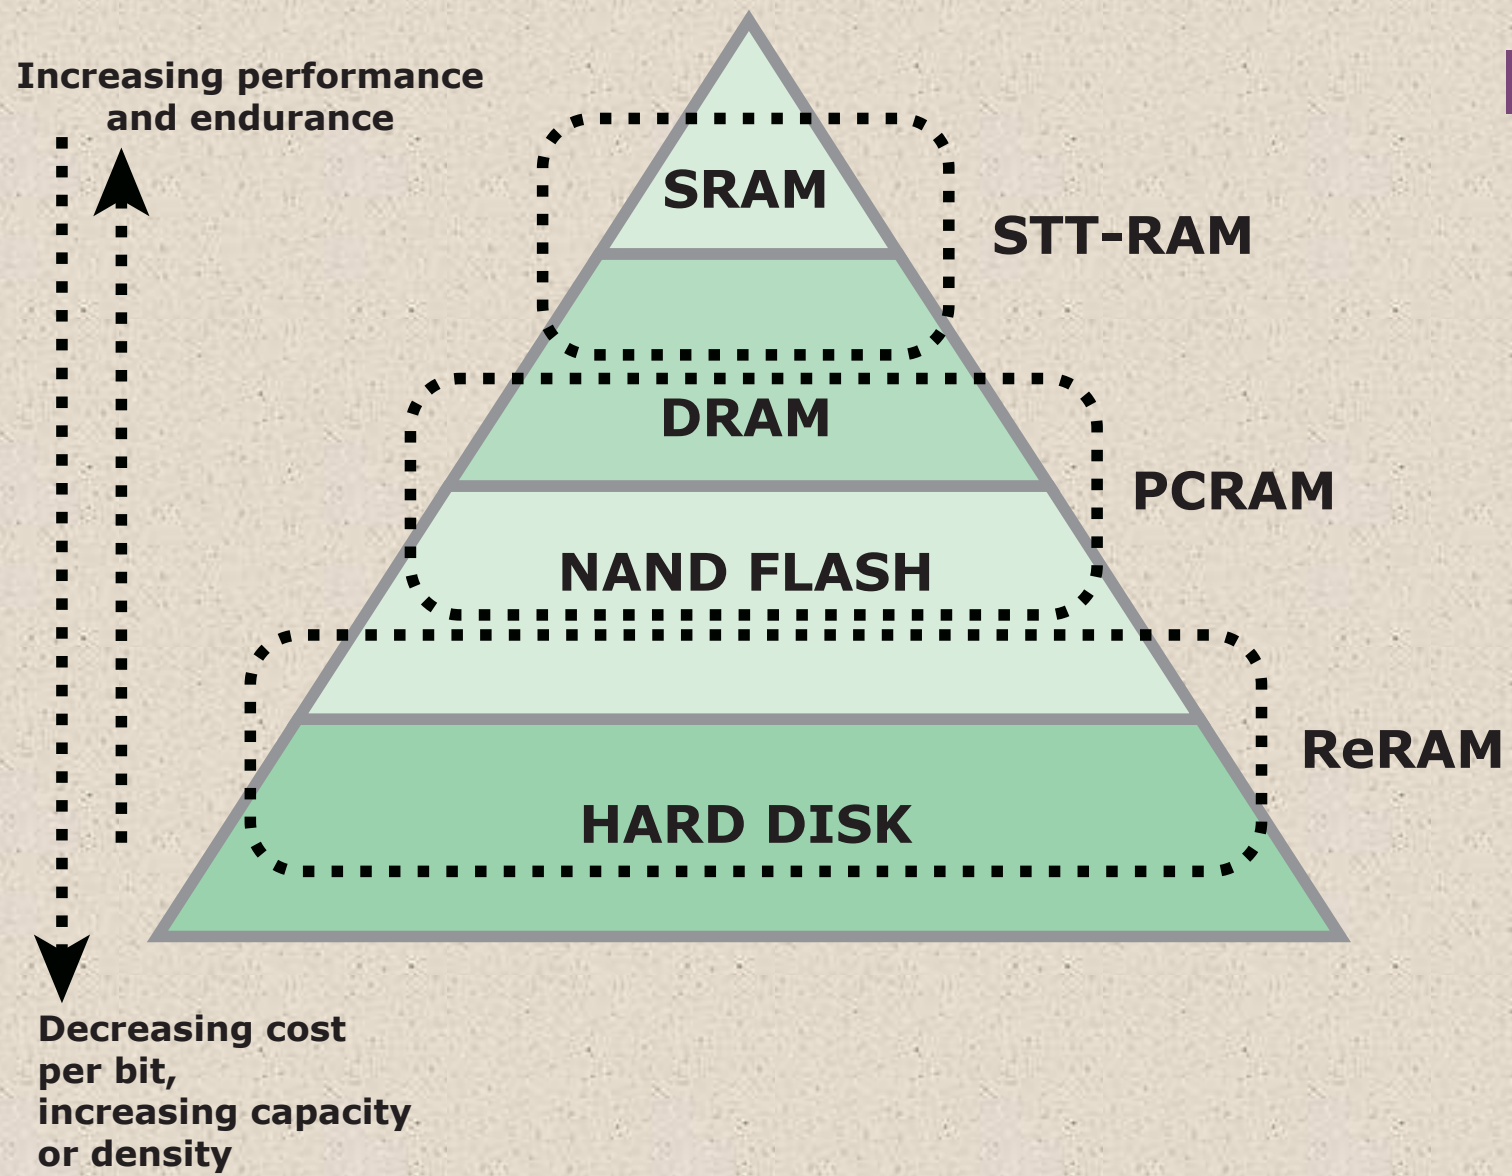 Increasing performance
and endurance
SRAM
STT-RAM
DRAM
PCRAM
NAND FLASH
ReRAM
HARD DISK
Decreasing cost
per bit,
increasing capacity
or density